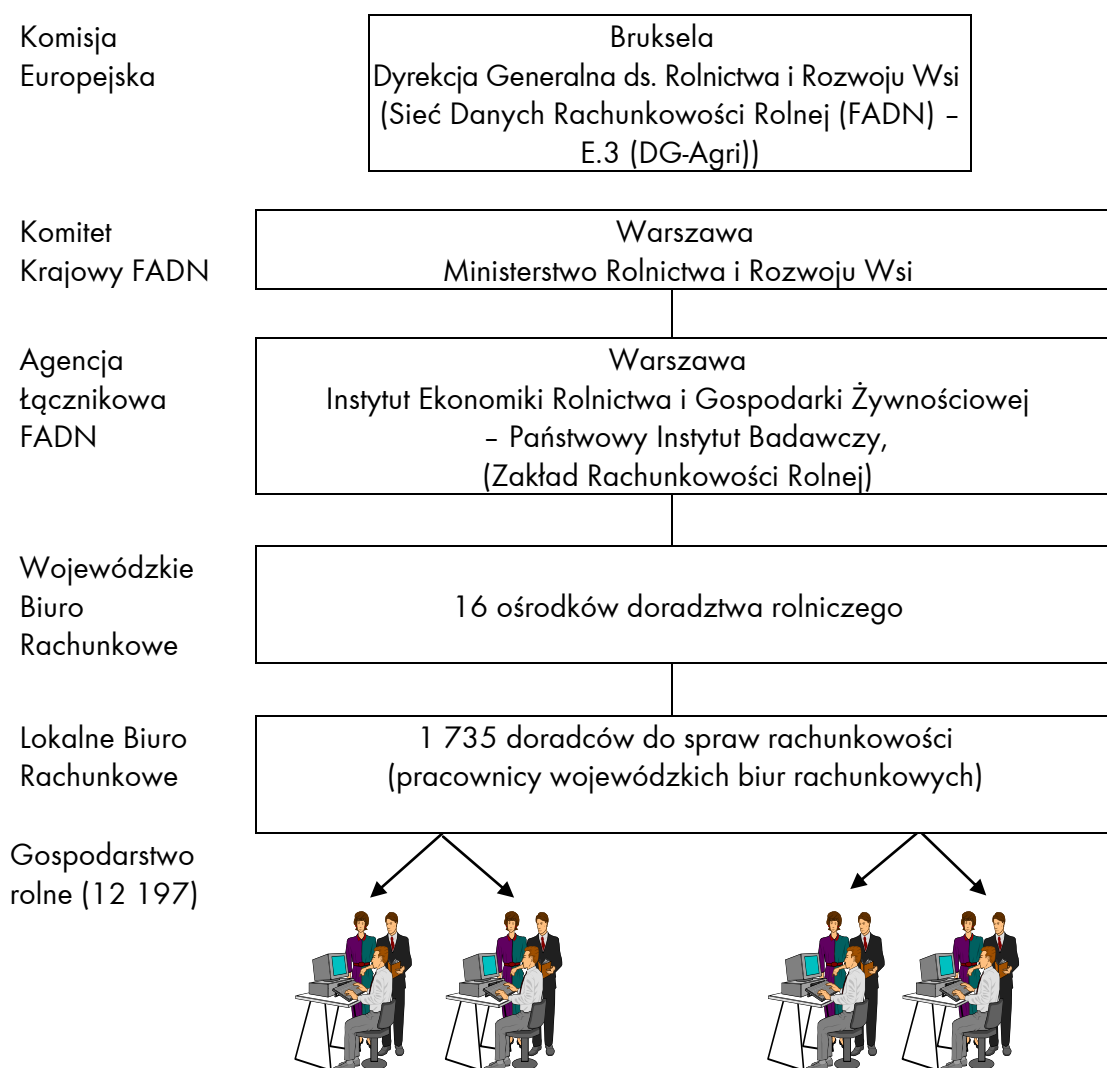 Komisja
Europejska
Bruksela
Dyrekcja Generalna ds. Rolnictwa i Rozwoju Wsi
(Sieć Danych Rachunkowości Rolnej (FADN) –
E.3 (DG-Agri))
Komitet
Krajowy FADN
Warszawa
Ministerstwo Rolnictwa i Rozwoju Wsi
Agencja
Łącznikowa
FADN
Warszawa
Instytut Ekonomiki Rolnictwa i Gospodarki Żywnościowej
– Państwowy Instytut Badawczy,
(Zakład Rachunkowości Rolnej)
Wojewódzkie
Biuro
Rachunkowe
16 ośrodków doradztwa rolniczego
Lokalne Biuro
Rachunkowe
1 735 doradców do spraw rachunkowości
(pracownicy wojewódzkich biur rachunkowych)
Gospodarstwo
rolne (12 197)